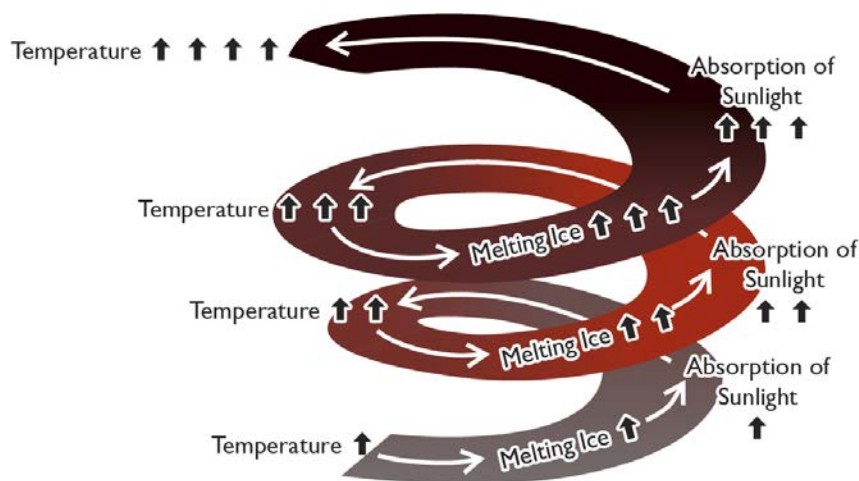 Temperature
Absorption of
Sunlight
Temperature
Melting Ice
Absorption of
Sunlight
Temperature
Melting Ice
Absorption of
Sunlight
Temperature
Melting Ice